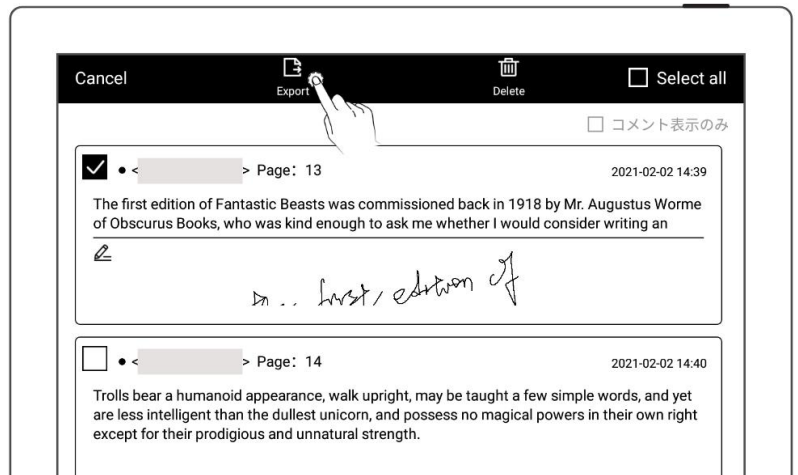 Cancel
Export
Delete
Select all
コメント表示のみ
• < > Page: 13
2021-02-02 14:39
The first edition of Fantastic Beasts was commissioned back in 1918 by Mr. Augustus Worme
of Obscurus Books, who was kind enough to ask me whether I would consider writing an
first, edition of
• < > Page: 14
2021-02-02 14:40
Trolls bear a humanoid appearance, walk upright, may be taught a few simple words, and yet
are less intelligent than the dullest unicorn, and possess no magical powers in their own right
except for their prodigious and unnatural strength.